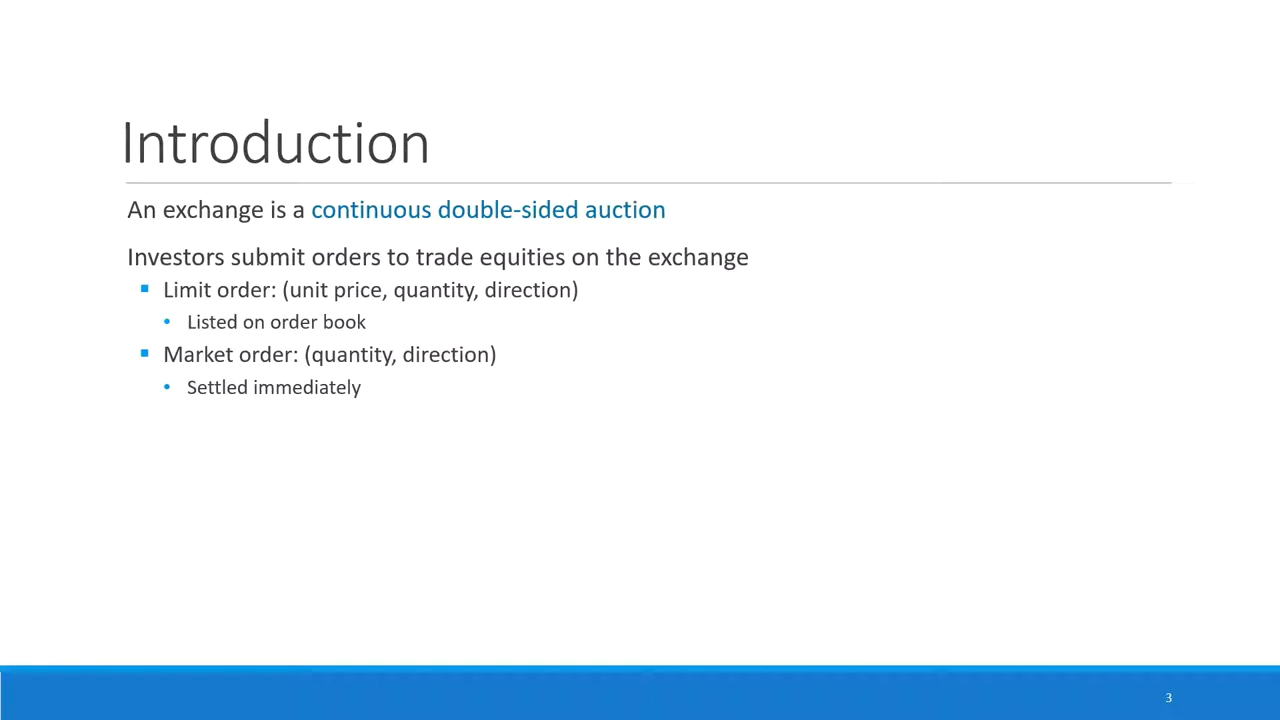 Introduction
An exchange is a continuous double-sided auction
Investors submit orders to trade equities on the exchange
▪ Limit order: (unit price, quantity, direction)
• Listed on order book
▪ Market order: (quantity, direction)
• Settled immediately
3